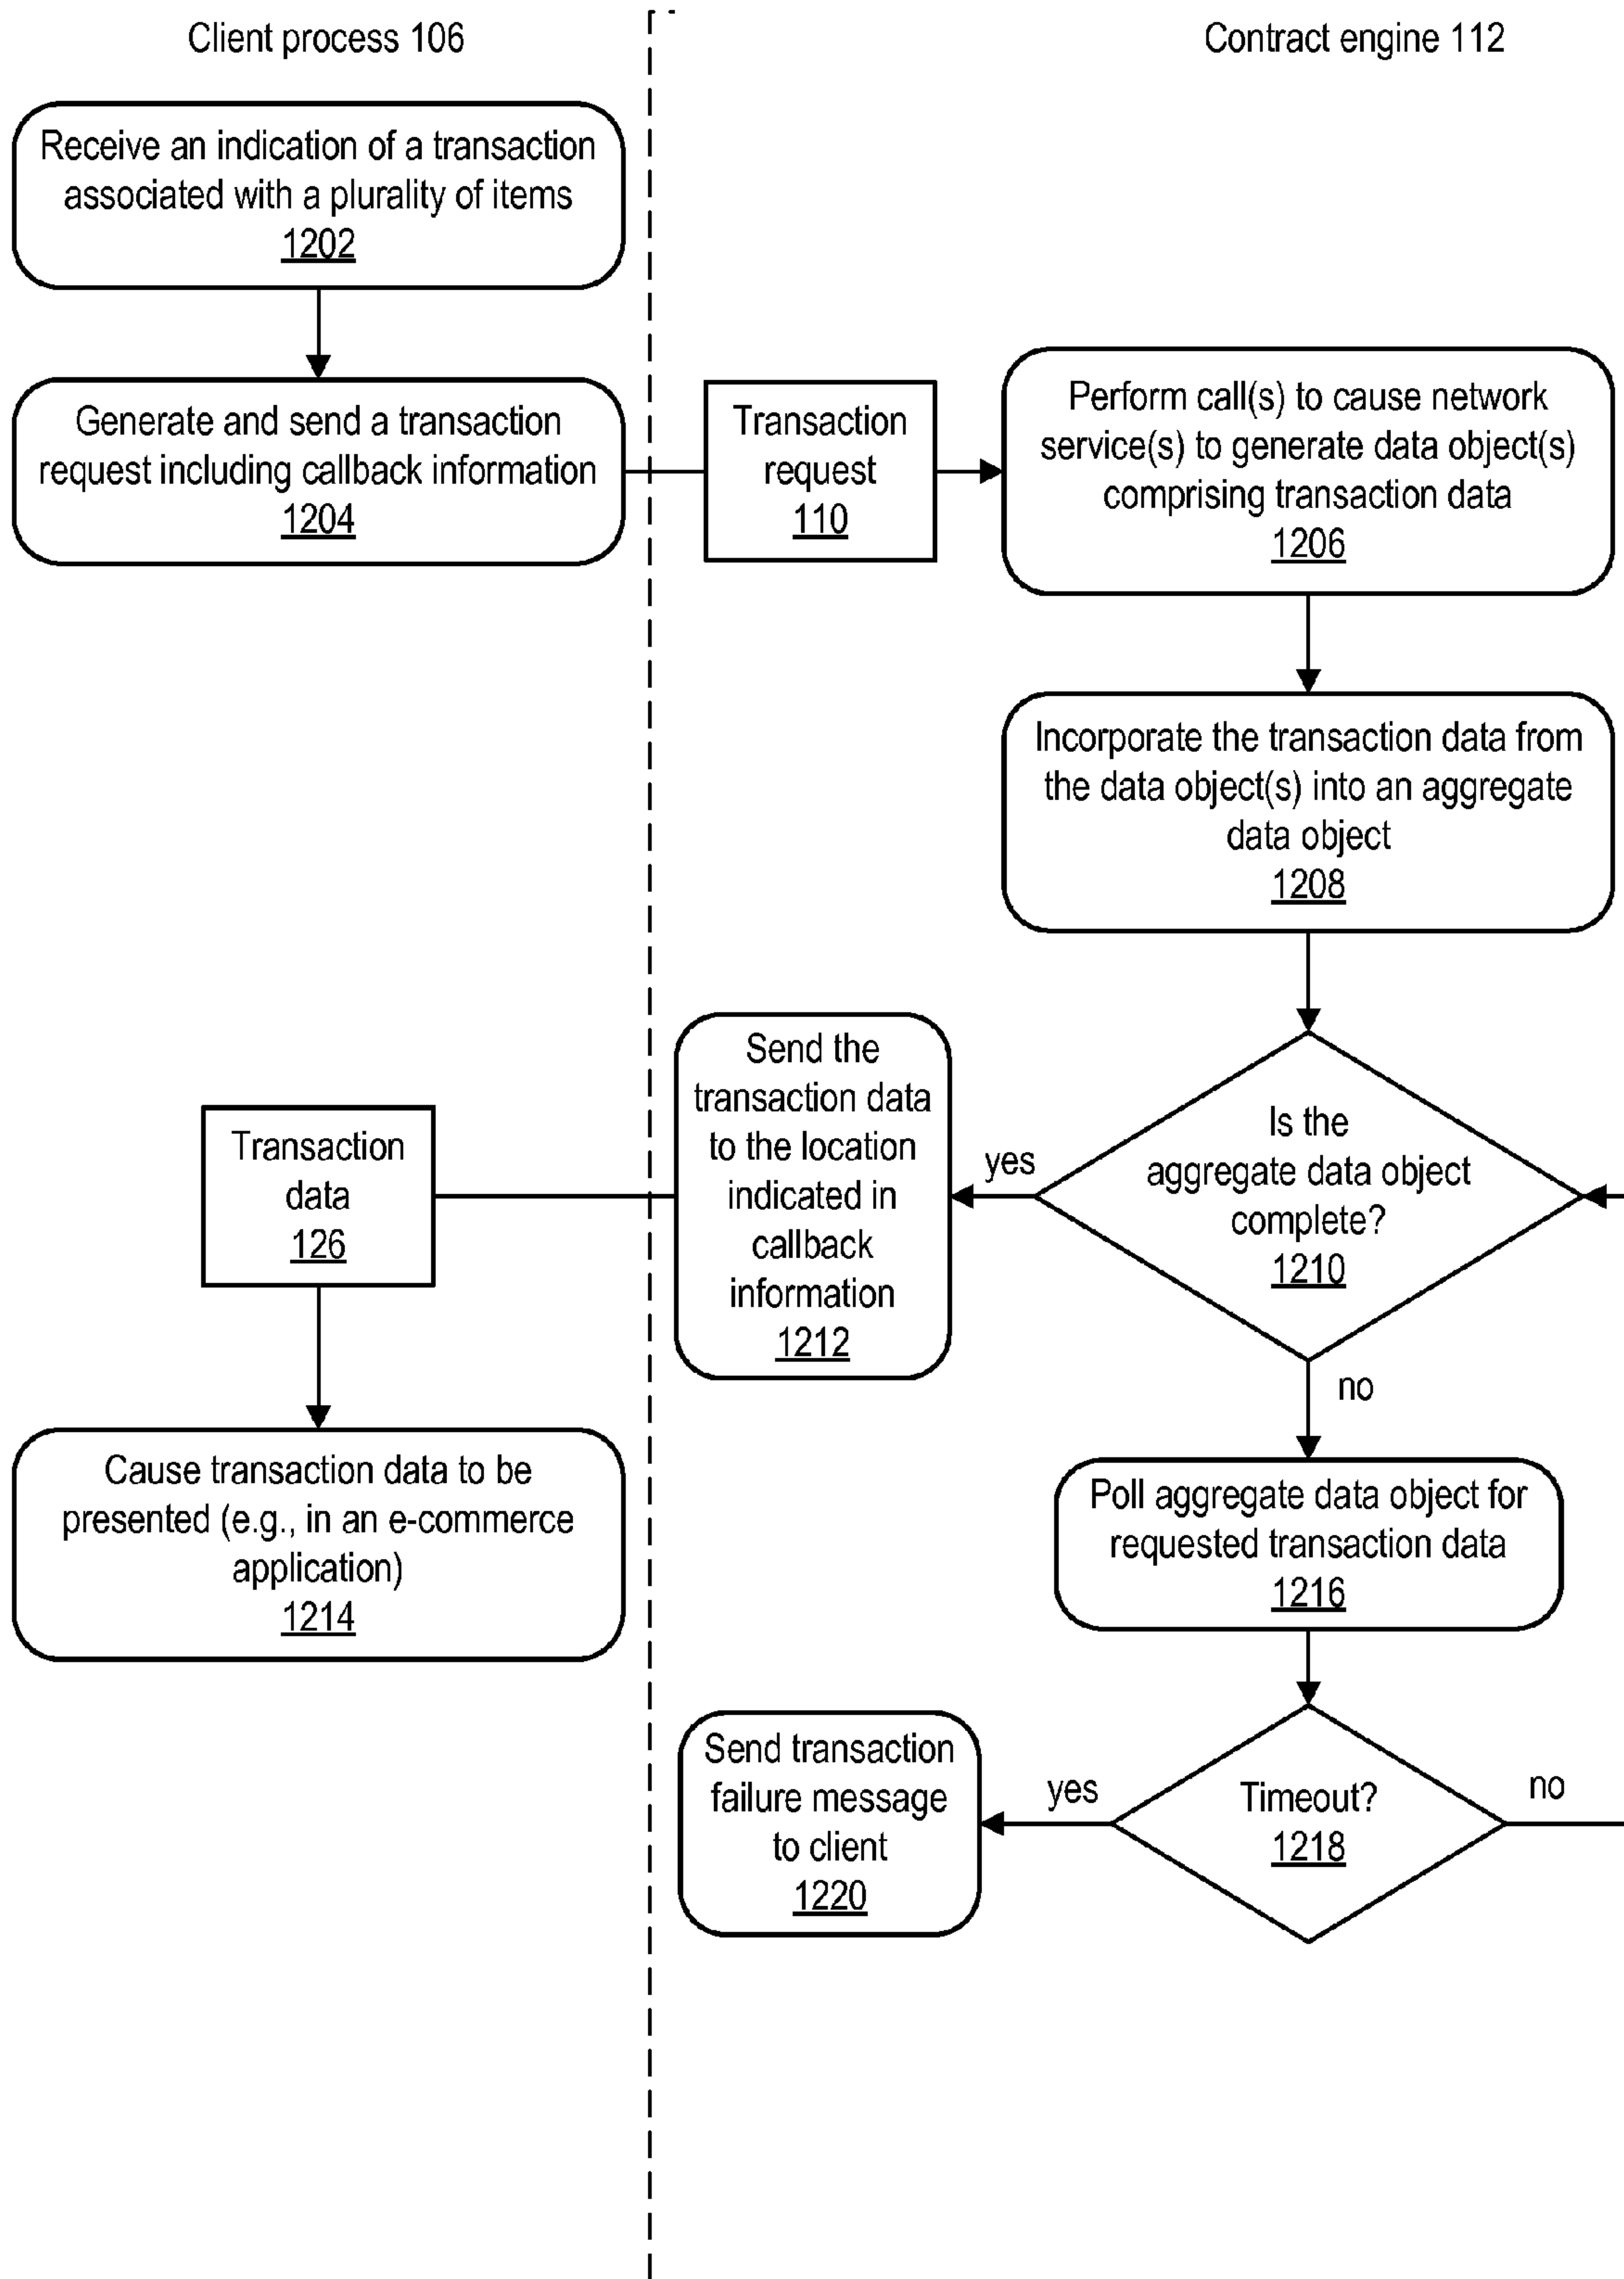 Client process 106
Contract engine 112
Receive an indication of a transaction
associated with a plurality of items
1202
Generate and send a transaction
request including callback information
1204
Transaction
request
110
Perform call(s) to cause network
service(s) to generate data object(s)
comprising transaction data
1206
Incorporate the transaction data from
the data object(s) into an aggregate
data object
1208
Is the
aggregate data object
complete?
1210
yes
Send the
transaction data
to the location
indicated in
callback
information
1212
Transaction
data
126
Cause transaction data to be
presented (e.g., in an e-commerce
application)
1214
no
Poll aggregate data object for
requested transaction data
1216
Timeout?
1218
yes
no
Send transaction
failure message
to client
1220